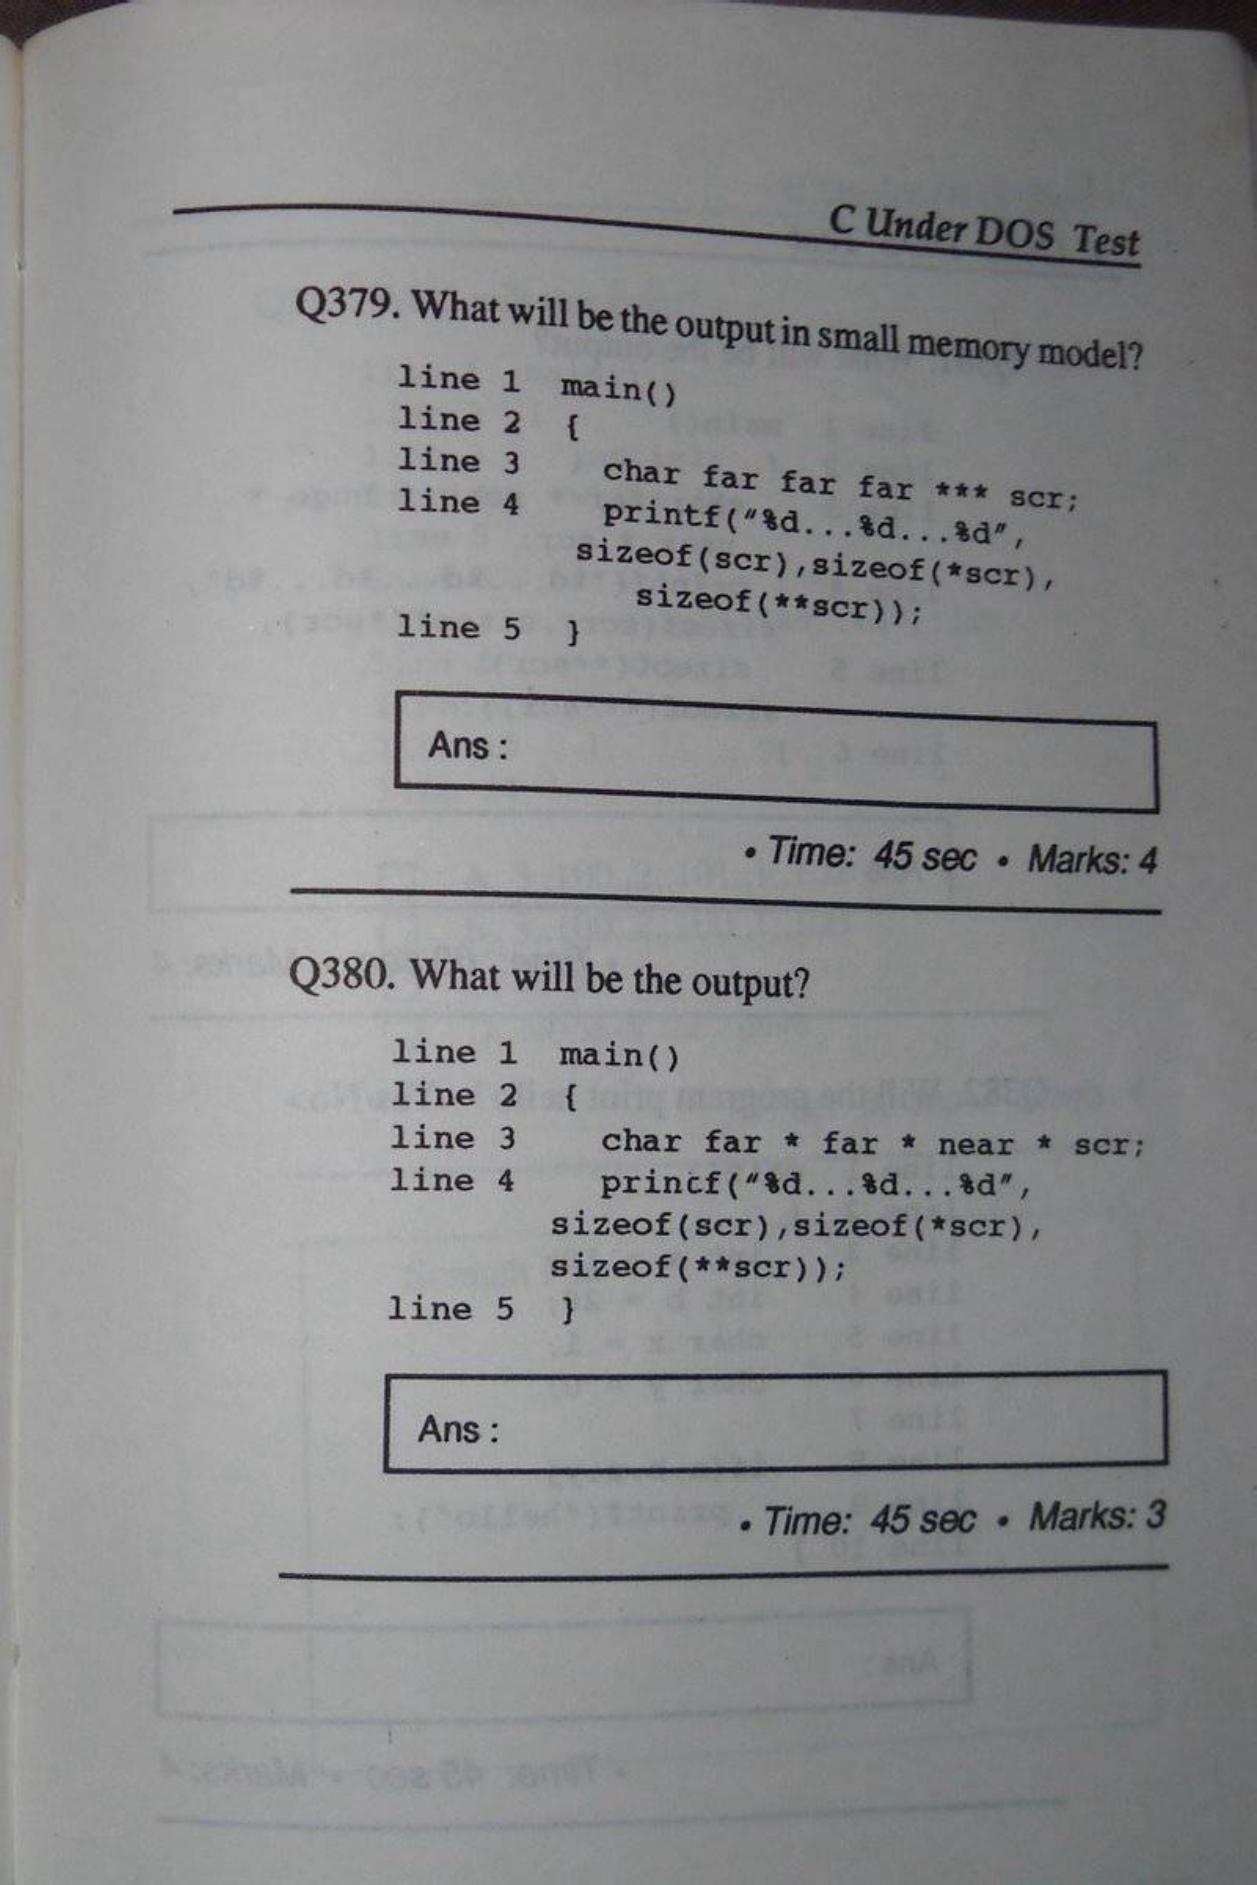 C Under DOS Test
Q379. What will be the output in small memory model?
line 1 main()
line 2 {
line 3 char far far far *** scr;
line 4 printf("%d...%d...%d",
sizeof(scr),sizeof(*scr),
sizeof(**scr));
line 5 }
Ans :
• Time: 45 sec • Marks: 4
Q380. What will be the output?
line 1 main()
line 2 {
line 3 char far * far * near * scr;
line 4 printf("%d...%d...%d",
sizeof(scr),sizeof(*scr),
sizeof(**scr));
line 5 }
Ans :
• Time: 45 sec • Marks: 3